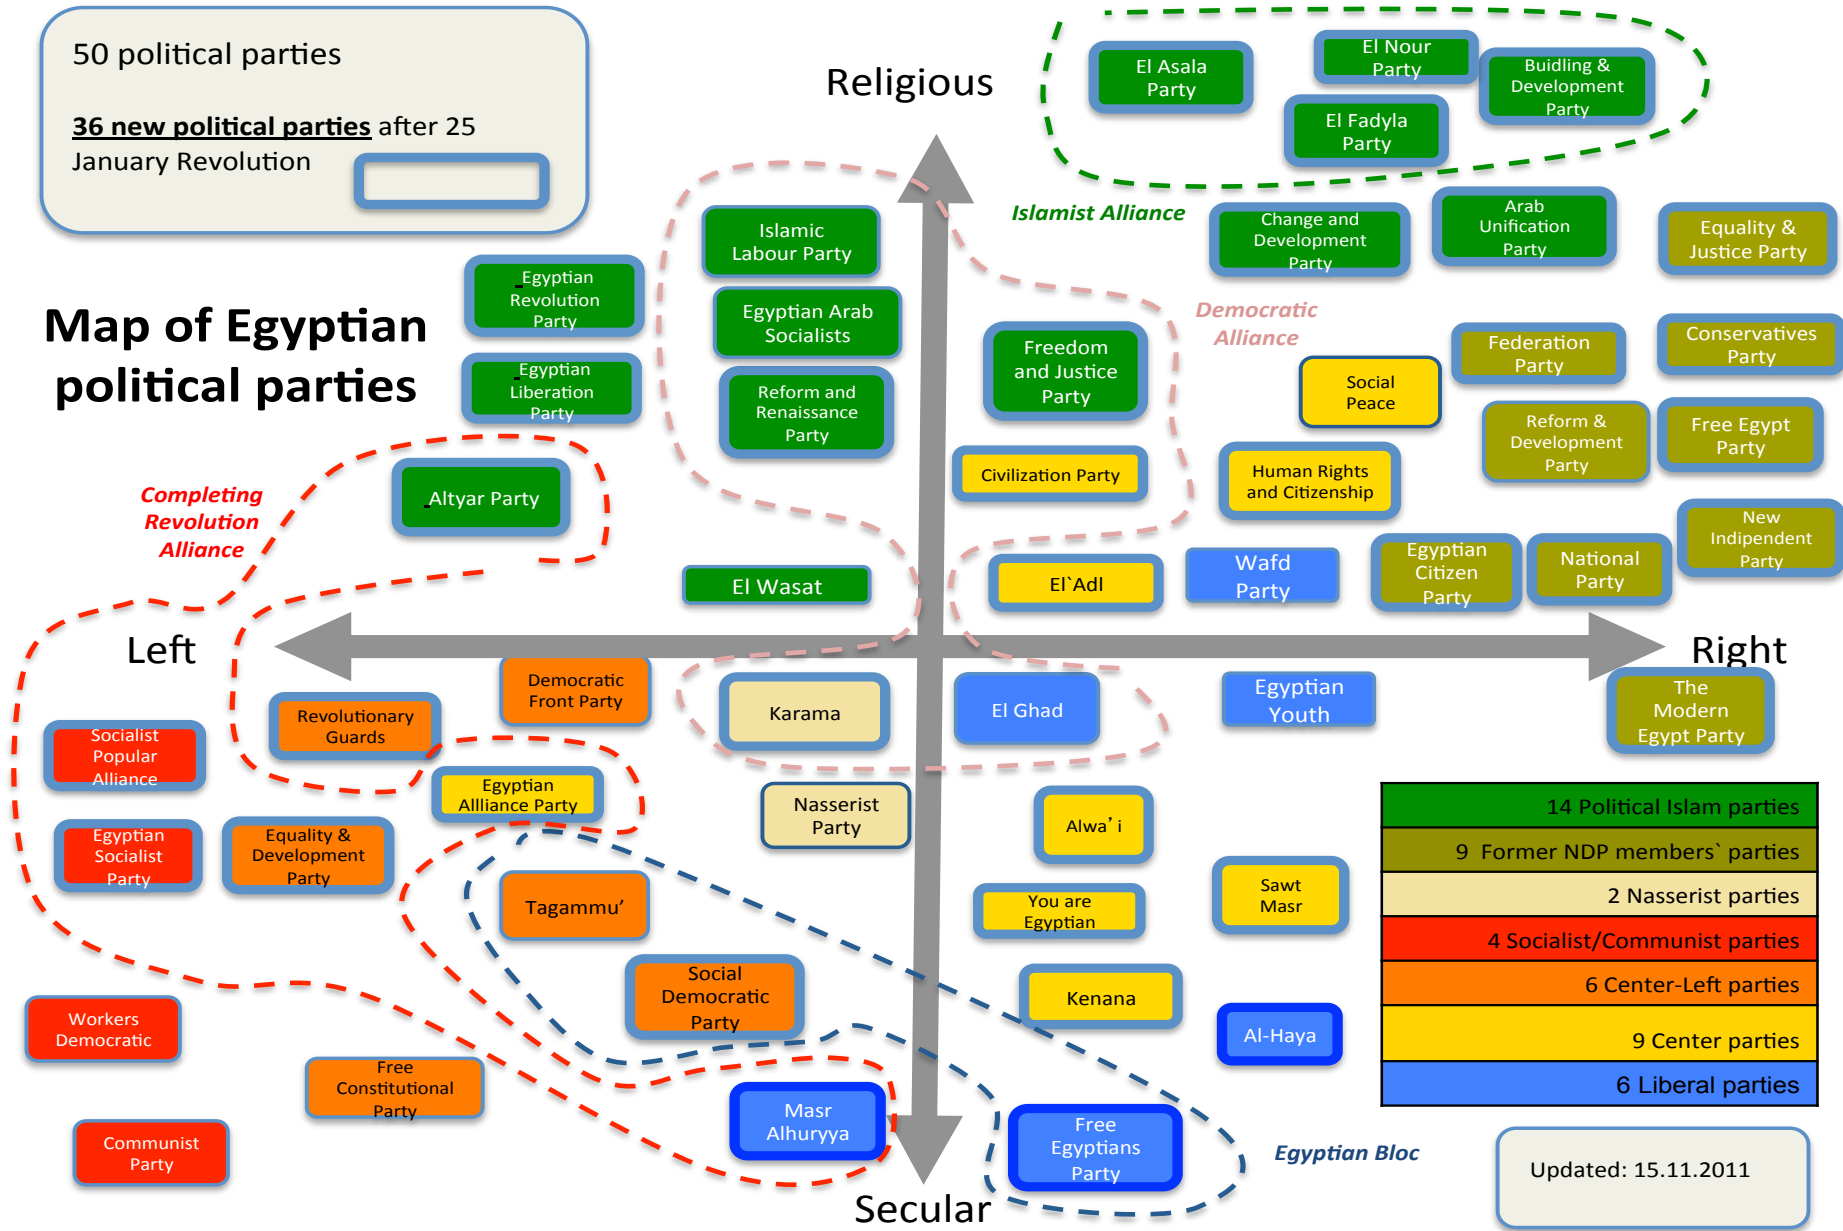 50 political parties
36 new political parties after 25
January Revolution
Map of Egyptian
political parties
Religious
Secular
Left
Right
El Asala
Party
El Nour
Party
Buidling &
Development
Party
El Fadyla
Party
Islamist Alliance
Change and
Development
Party
Arab
Unification
Party
Equality &
Justice Party
Islamic
Labour Party
_Egyptian
Revolution
Party
Egyptian Arab
Socialists
Democratic
Alliance
Freedom
and Justice
Party
Federation
Party
Conservatives
Party
_Egyptian
Liberation
Party
Reform and
Renaissance
Party
Social
Peace
Reform &
Development
Party
Free Egypt
Party
Completing
Revolution
Alliance
_Altyar Party
Civilization Party
Human Rights
and Citizenship
New
Indipendent
Party
El Wasat
El`Adl
Wafd
Party
Egyptian
Citizen
Party
National
Party
Democratic
Front Party
Revolutionary
Guards
Karama
El Ghad
Egyptian
Youth
The
Modern
Egypt Party
Socialist
Popular
Alliance
Egyptian
Allliance Party
Nasserist
Party
Alwa’ i
Egyptian
Socialist
Party
Equality &
Development
Party
Tagammu’
You are
Egyptian
Sawt
Masr
Social
Democratic
Party
Kenana
Al-Haya
Workers
Democratic
Free
Constitutional
Party
Masr
Alhuryya
Free
Egyptians
Party
Communist
Party
Egyptian Bloc
14 Political Islam parties
9 Former NDP members` parties
2 Nasserist parties
4 Socialist/Communist parties
6 Center-Left parties
9 Center parties
6 Liberal parties
Updated: 15.11.2011